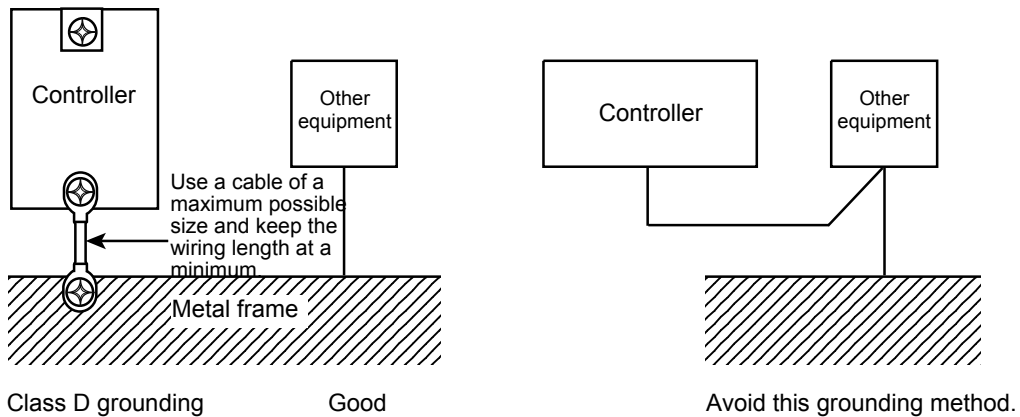 Controller
Other
equipment
Use a cable of a
maximum possible
size and keep the
wiring length at a
minimum
Metal frame
Class D grounding
Good
Controller
Other
equipment
Avoid this grounding method.